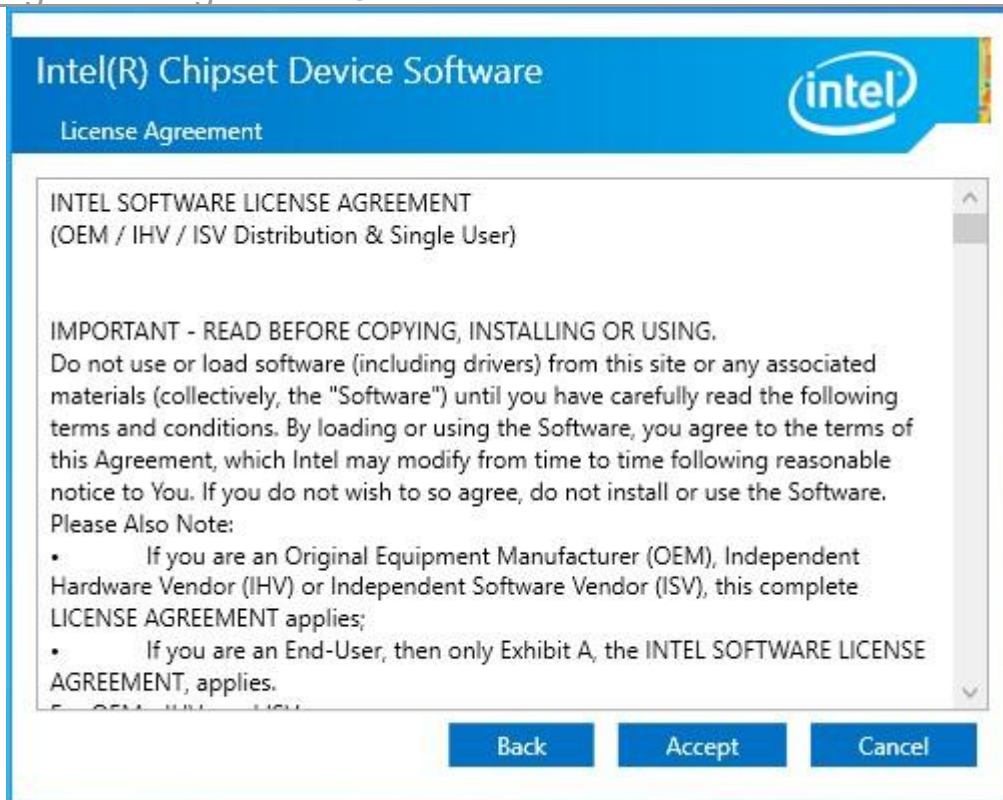 Intel(R) Chipset Device Software
intel
License Agreement
INTEL SOFTWARE LICENSE AGREEMENT
(OEM / IHV / ISV Distribution & Single User)
IMPORTANT - READ BEFORE COPYING, INSTALLING OR USING.
Do not use or load software (including drivers) from this site or any associated
materials (collectively, the "Software") until you have carefully read the following
terms and conditions. By loading or using the Software, you agree to the terms of
this Agreement, which Intel may modify from time to time following reasonable
notice to You. If you do not wish to so agree, do not install or use the Software.
Please Also Note:
• If you are an Original Equipment Manufacturer (OEM), Independent
Hardware Vendor (IHV) or Independent Software Vendor (ISV), this complete
LICENSE AGREEMENT applies;
• If you are an End-User, then only Exhibit A, the INTEL SOFTWARE LICENSE
AGREEMENT, applies.
Back Accept Cancel